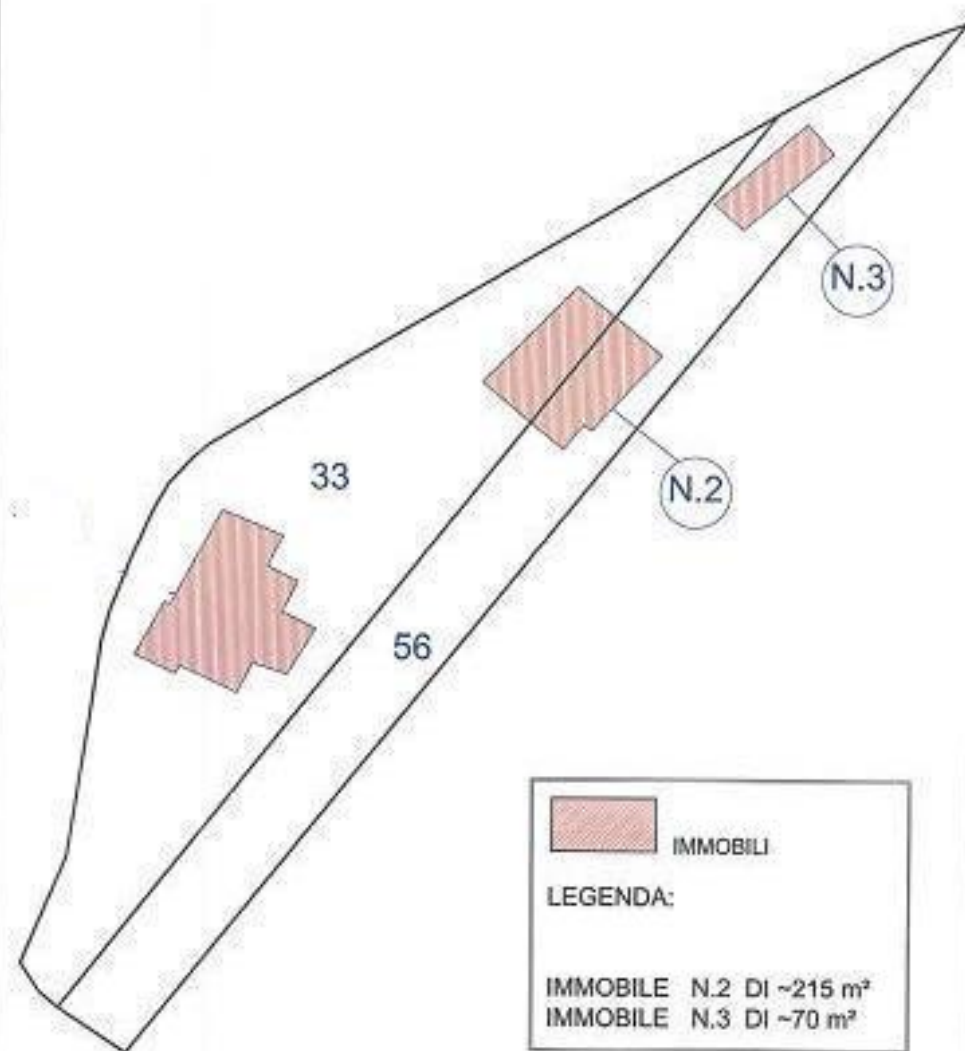 N.3
N.2
33
56
IMMOBILI
LEGENDA:
IMMOBILE N.2 DI ~215 m²
IMMOBILE N.3 DI ~70 m²